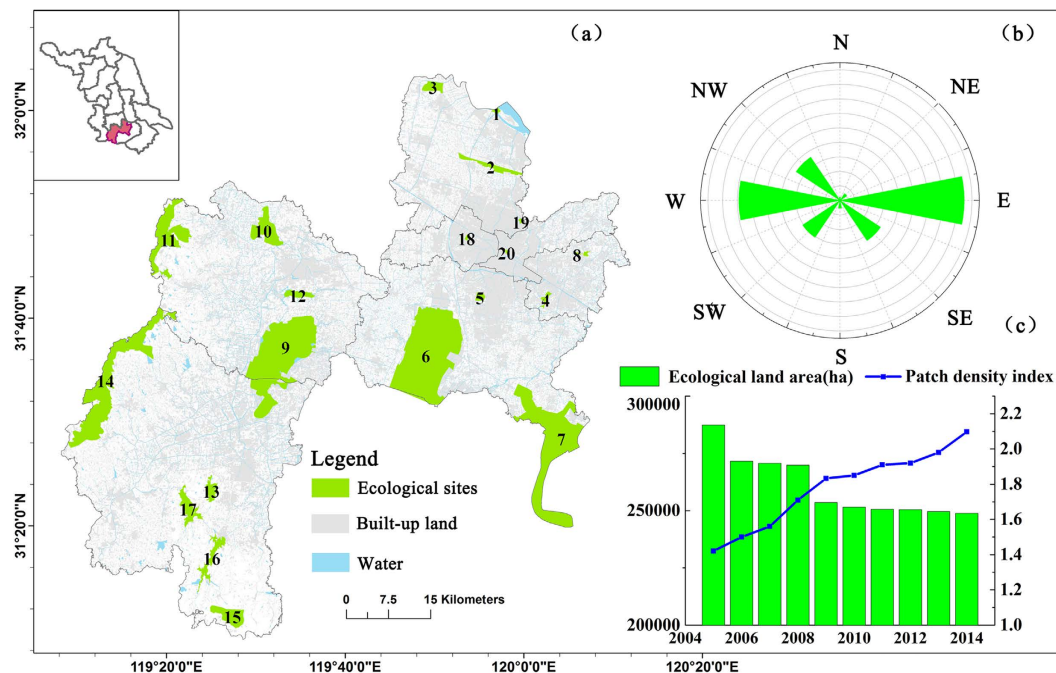 (a)
32°0'0"N
31°40'0"N
31°20'0"N
3
1
2
19
18
20
8
11
10
12
5
4
9
6
14
7
13
17
16
15
Legend
Ecological sites
Built-up land
Water
0 7.5 15 Kilometers
119°20'0"E
119°40'0"E
120°0'0"E
120°20'0"E
(b)
N
NW
NE
W
E
SW
SE
S
(c)
Ecological land area(ha)
Patch density index
300000
250000
200000
2.2
2.0
1.8
1.6
1.4
1.2
1.0
2004 2006 2008 2010 2012 2014